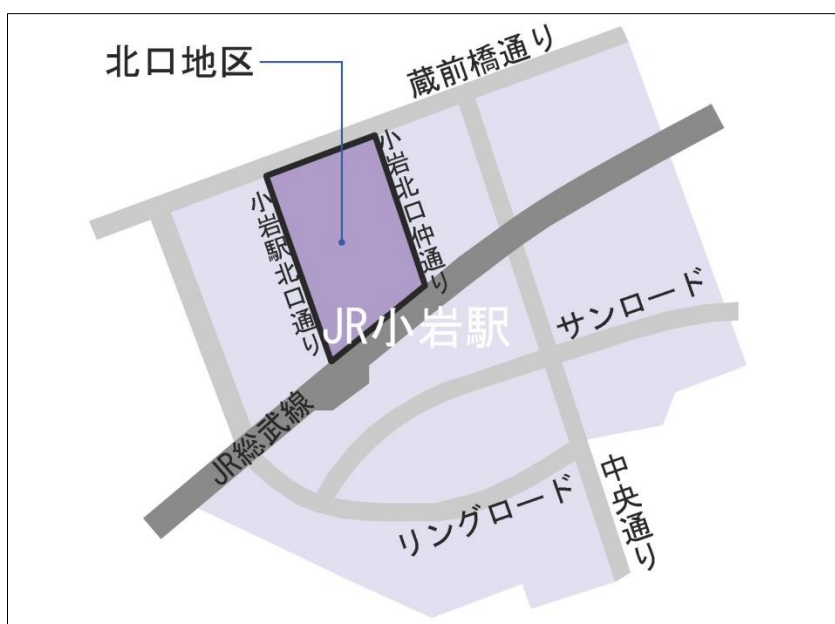 北口地区
蔵前橋通り
小岩北口仲通り
小岩駅北口通り
JR小岩駅
サンロード
JR総武線
リングロード
中央通り